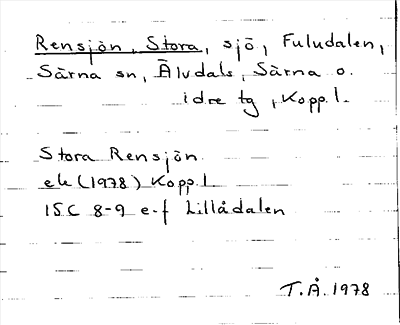 Rensjön, Stora, sjö, Fuludalen,
Särna sn, Älvdals, Särna o.
idre tg, Kopp.l.
Stora Rensjön
ek (1978) Kopp.l.
15C 8-9 e-f Lillådalen
T.Å. 1978